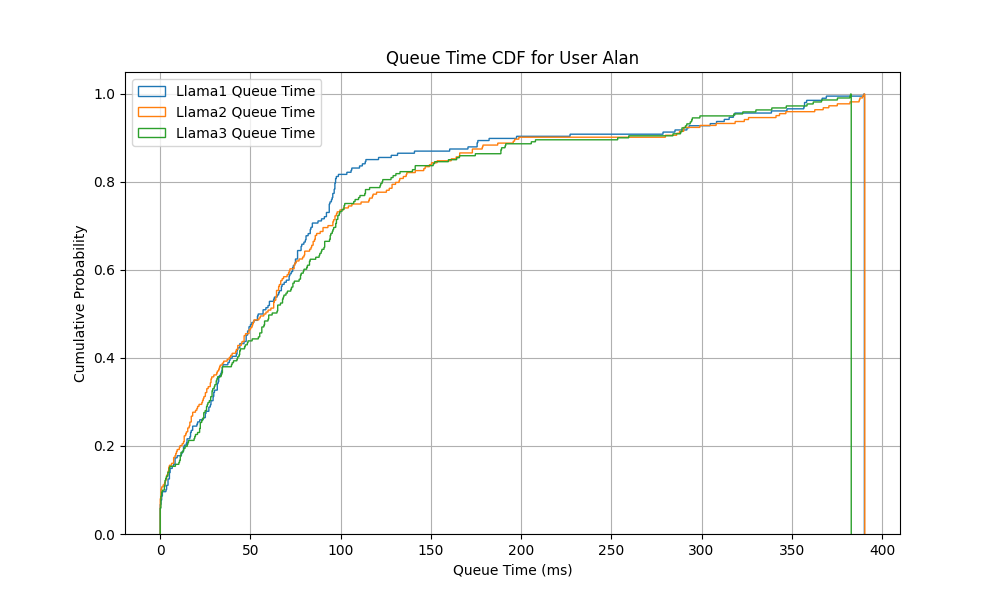 Queue Time CDF for User Alan
Llama1 Queue Time
Llama2 Queue Time
Llama3 Queue Time
Cumulative Probability
1.0
0.8
0.6
0.4
0.2
0.0
0 50 100 150 200 250 300 350 400
Queue Time (ms)